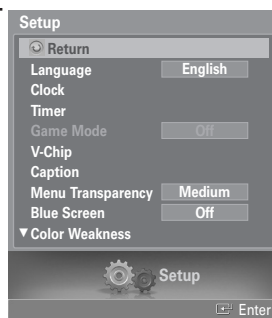 Setup
Return
Language English
Clock
Timer
Game Mode Off
V-Chip
Caption
Menu Transparency Medium
Blue Screen Off
▼ Color Weakness
Setup
Enter